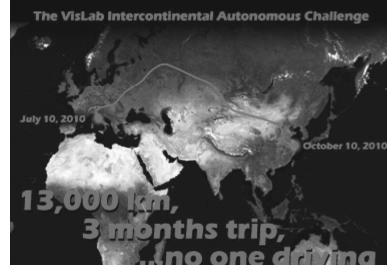 The VisLab Intercontinental Autonomous Challenge
July 10, 2010
October 10, 2010
13,000 km,
3 months trip,
...no one driving